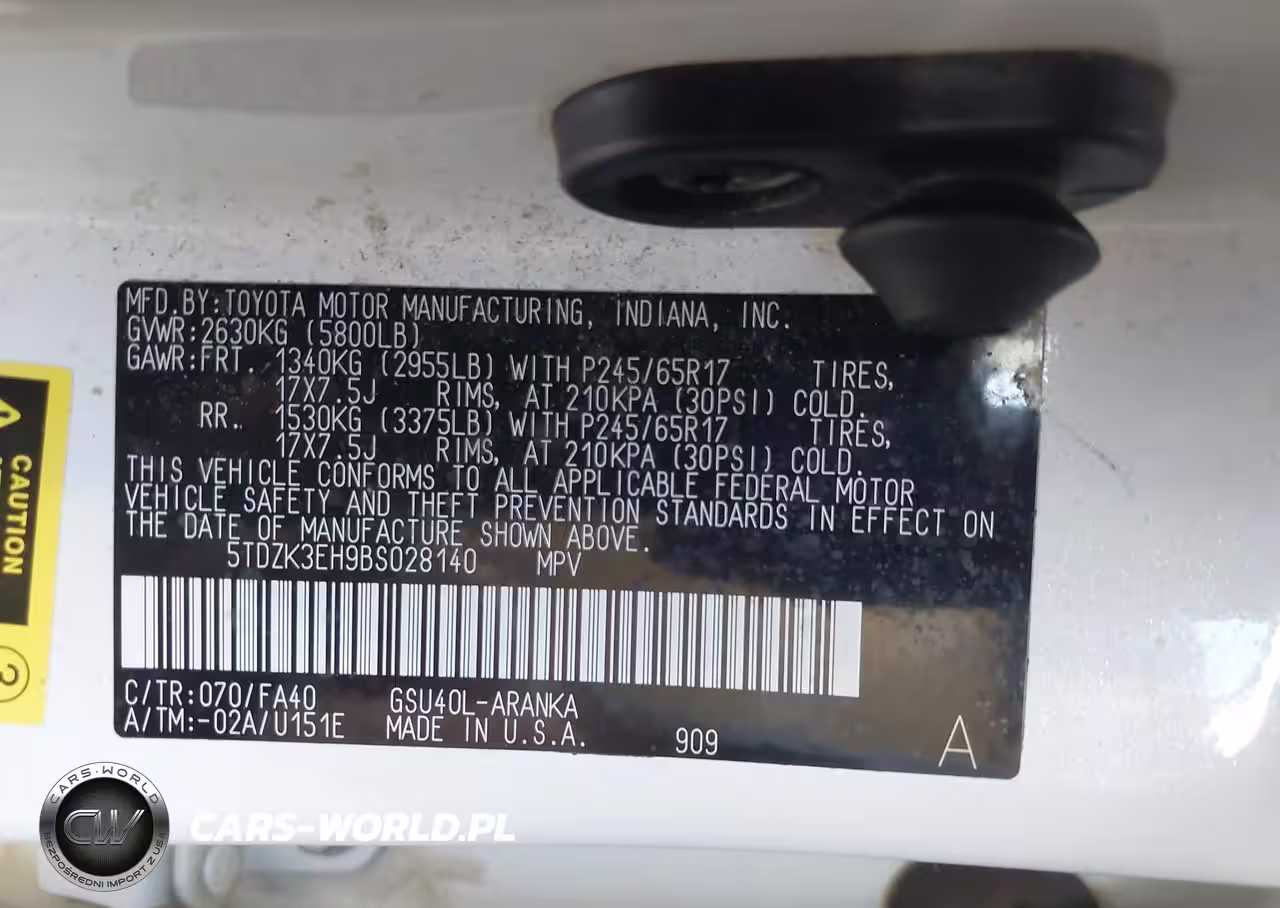 MFD.BY:TOYOTA MOTOR MANUFACTURING, INDIANA, INC.
GVWR:2630KG (5800LB)
GAWR:FRT. 1340KG (2955LB) WITH P245/65R17 TIRES,
17X7.5J RIMS, AT 210KPA (30PSI) COLD.
RR. 1530KG (3375LB) WITH P245/65R17 TIRES,
17X7.5J RIMS, AT 210KPA (30PSI) COLD.
THIS VEHICLE CONFORMS TO ALL APPLICABLE FEDERAL MOTOR
VEHICLE SAFETY AND THEFT PREVENTION STANDARDS IN EFFECT ON
THE DATE OF MANUFACTURE SHOWN ABOVE.
5TDZK3EH9BS028140 MPV
C/TR:070/FA40 GSU40L-ARANKA
A/TM:-02A/U151E MADE IN U.S.A. 909 A
CAUTION
CARS-WORLD
CW
BEZPOŚREDNI IMPORT Z USA
CARS-WORLD.PL